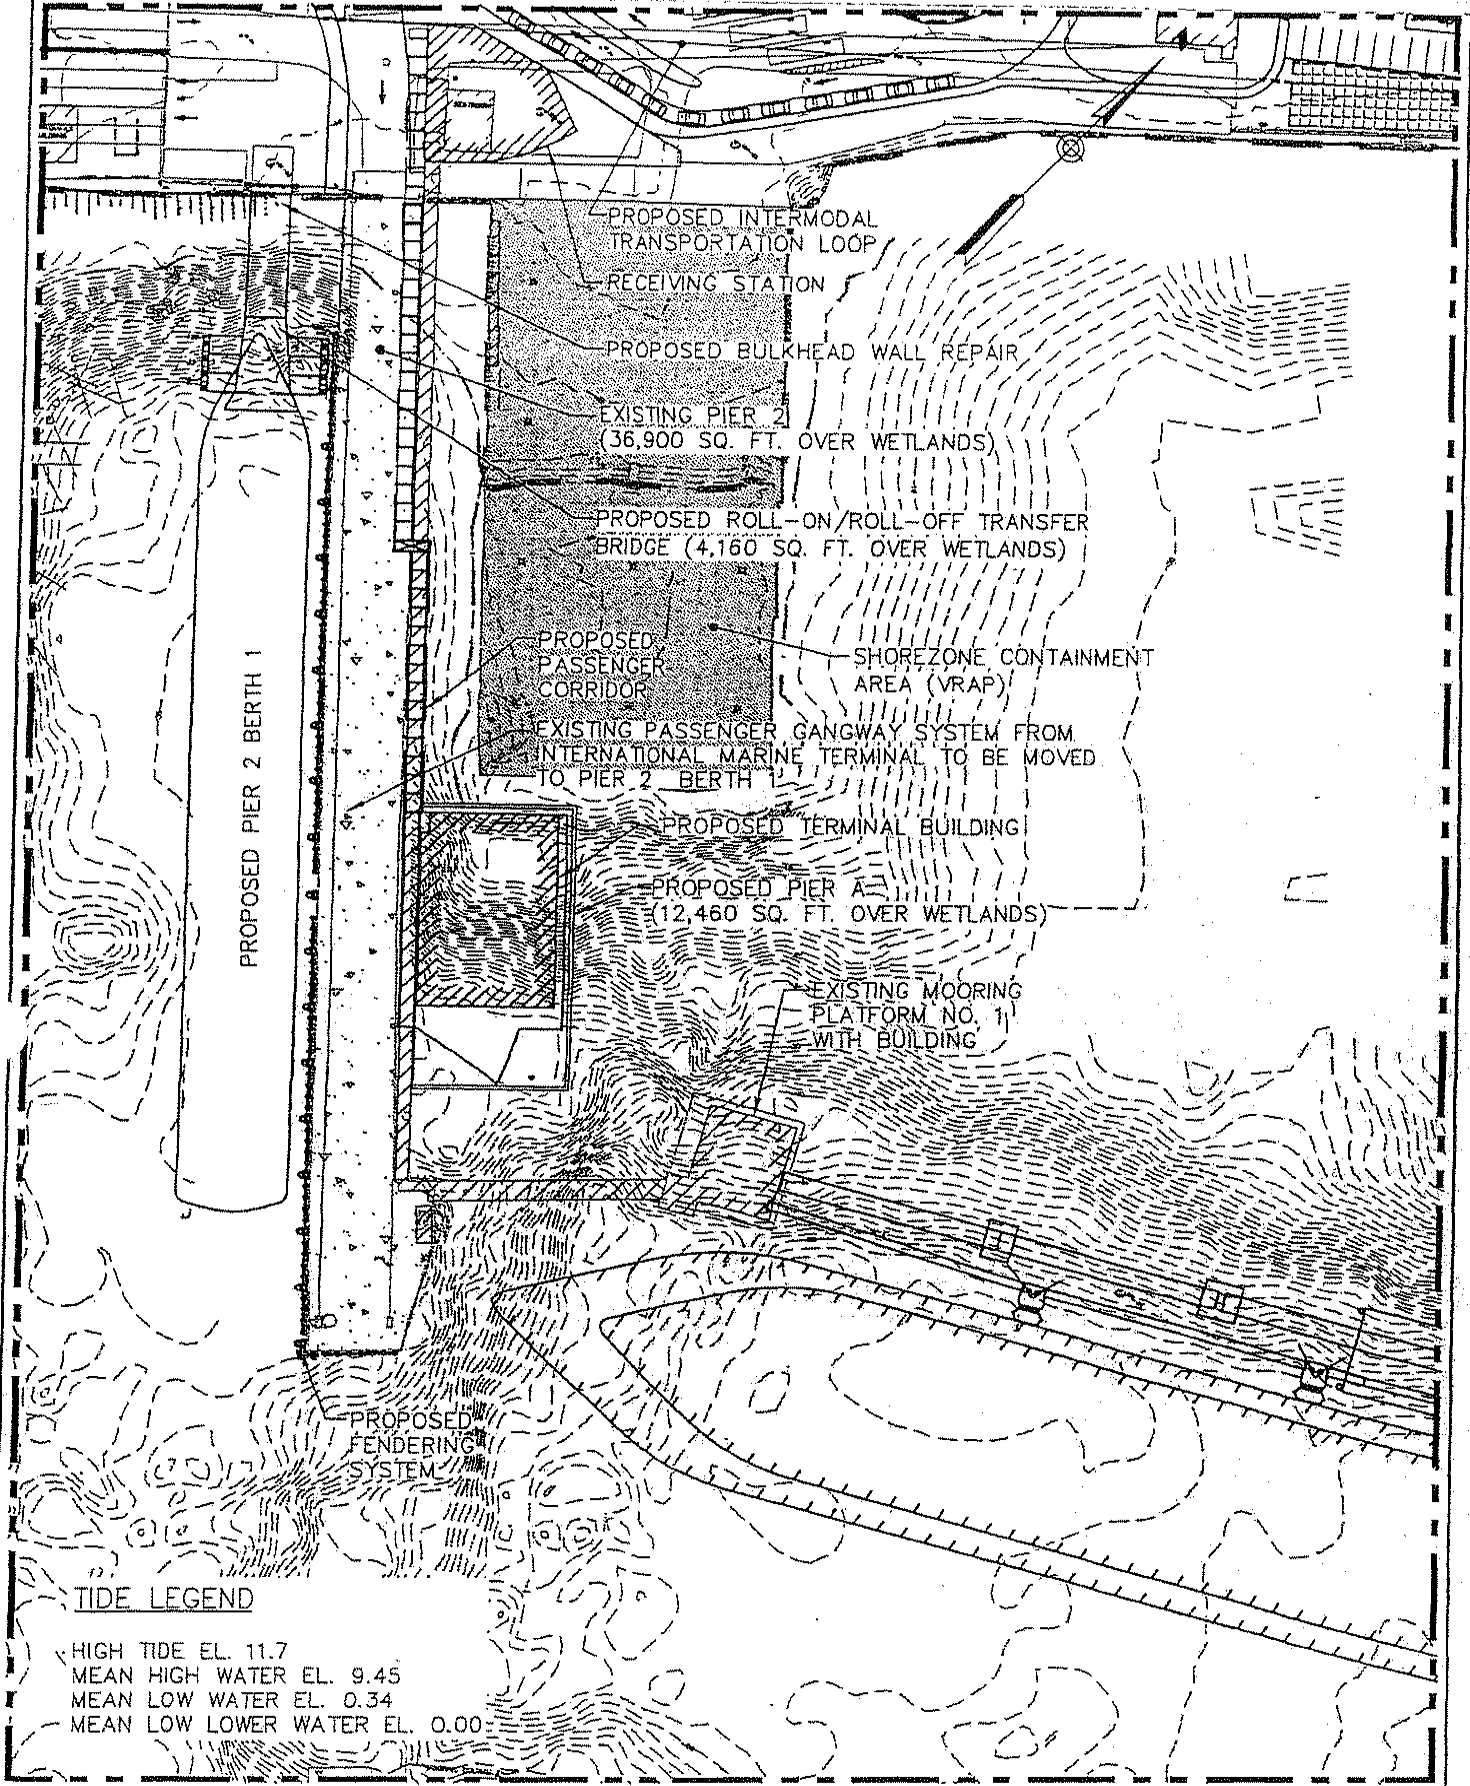 PROPOSED INTERMODAL
TRANSPORTATION LOOP
RECEIVING STATION
PROPOSED BULKHEAD WALL REPAIR
EXISTING PIER 2
(36,900 SQ. FT. OVER WETLANDS)
PROPOSED ROLL-ON/ROLL-OFF TRANSFER
BRIDGE (4,160 SQ. FT. OVER WETLANDS)
PROPOSED
PASSENGER
CORRIDOR
SHOREZONE CONTAINMENT
AREA (VRAP)
EXISTING PASSENGER GANGWAY SYSTEM FROM
INTERNATIONAL MARINE TERMINAL TO BE MOVED
TO PIER 2 BERTH 1
PROPOSED PIER 2 BERTH 1
PROPOSED TERMINAL BUILDING
PROPOSED PIER A
(12,460 SQ. FT. OVER WETLANDS)
EXISTING MOORING
PLATFORM NO. 1
WITH BUILDING
PROPOSED
FENDERING
SYSTEM
TIDE LEGEND
HIGH TIDE EL. 11.7
MEAN HIGH WATER EL. 9.45
MEAN LOW WATER EL. 0.34
MEAN LOW LOWER WATER EL. 0.00